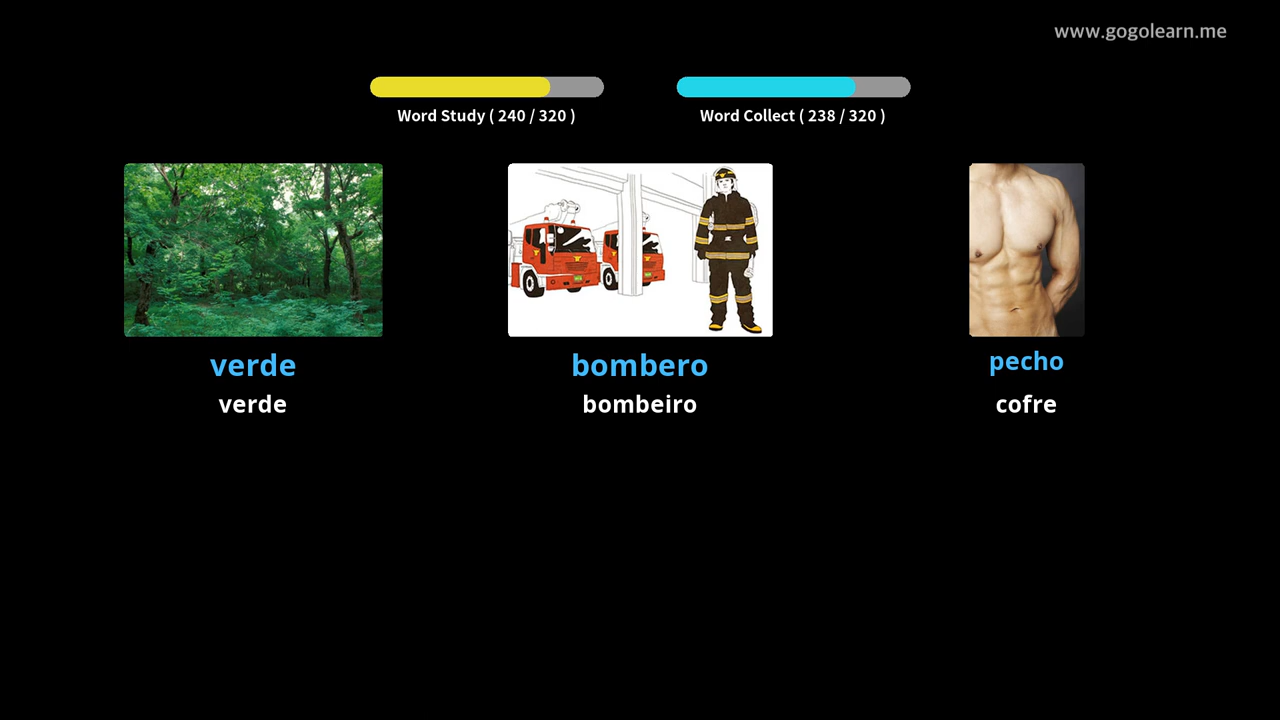 www.gogolearn.me
Word Study ( 240 / 320 )
Word Collect ( 238 / 320 )
verde
bombero
pecho
verde
bombeiro
cofre